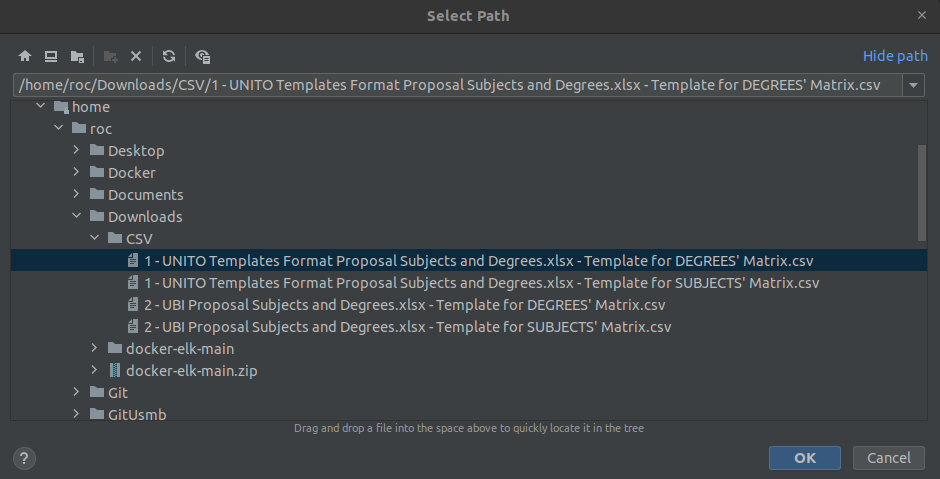 Select Path
Hide path
/home/roc/Downloads/CSV/1 - UNITO Templates Format Proposal Subjects and Degrees.xlsx - Template for DEGREES' Matrix.csv
home
roc
Desktop
Docker
Documents
Downloads
CSV
1 - UNITO Templates Format Proposal Subjects and Degrees.xlsx - Template for DEGREES' Matrix.csv
1 - UNITO Templates Format Proposal Subjects and Degrees.xlsx - Template for SUBJECTS' Matrix.csv
2 - UBI Proposal Subjects and Degrees.xlsx - Template for DEGREES' Matrix.csv
2 - UBI Proposal Subjects and Degrees.xlsx - Template for SUBJECTS' Matrix.csv
docker-elk-main
docker-elk-main.zip
Git
GitUsmb
Drag and drop a file into the space above to quickly locate it in the tree
? OK Cancel